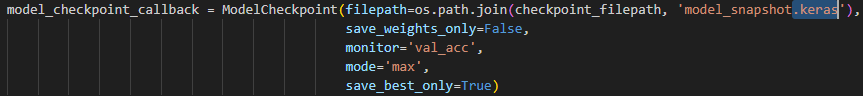 model_checkpoint_callback = ModelCheckpoint(filepath=os.path.join(checkpoint_filepath, 'model_snapshot.keras'),
save_weights_only=False,
monitor='val_acc',
mode='max',
save_best_only=True)